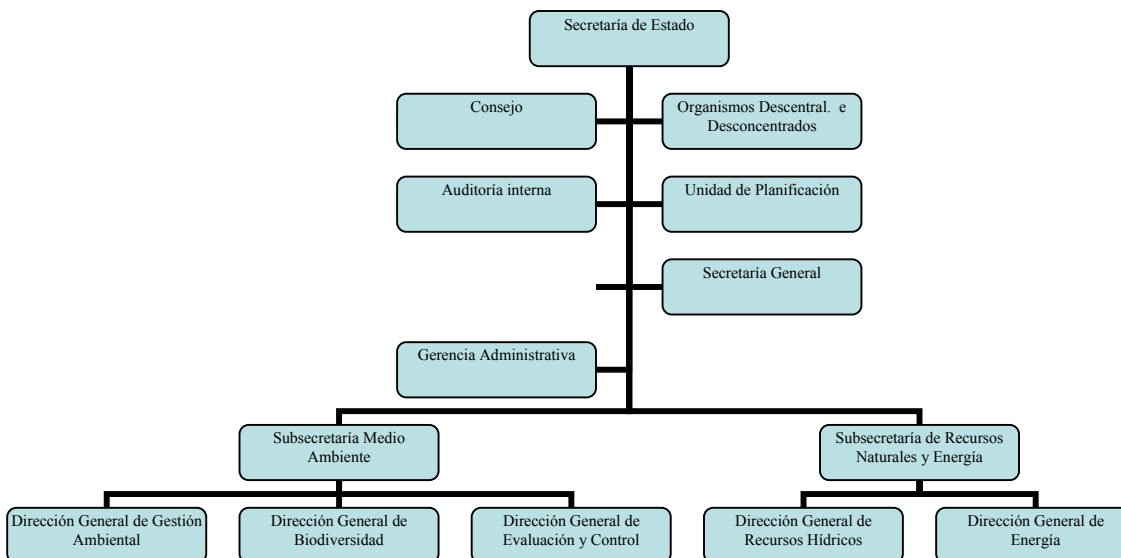 Secretaría de Estado
Consejo
Organismos Descentral. e
Desconcentrados
Auditoría interna
Unidad de Planificación
Secretaría General
Gerencia Administrativa
Subsecretaría Medio
Ambiente
Subsecretaría de Recursos
Naturales y Energía
Dirección General de Gestión
Ambiental
Dirección General de
Biodiversidad
Dirección General de
Evaluación y Control
Dirección General de
Recursos Hídricos
Dirección General de
Energía